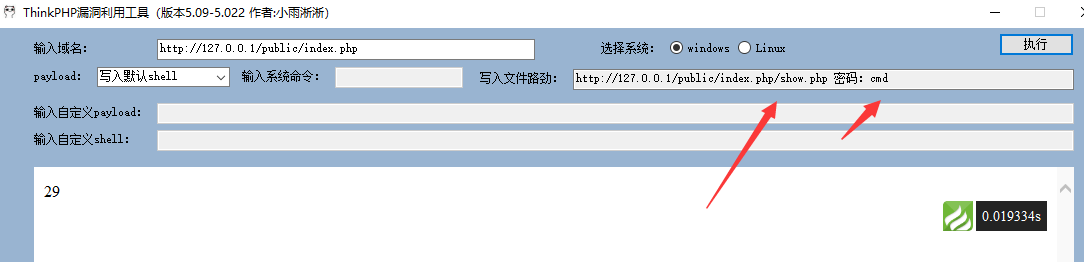 ThinkPHP漏洞利用工具（版本5.09-5.022 作者:小雨淅淅）
输入域名： http://127.0.0.1/public/index.php 选择系统： windows Linux 执行
payload: 写入默认shell 输入系统命令： 写入文件路劲： http://127.0.0.1/public/index.php/show.php 密码：cmd
输入自定义payload：
输入自定义shell：
29
0.019334s